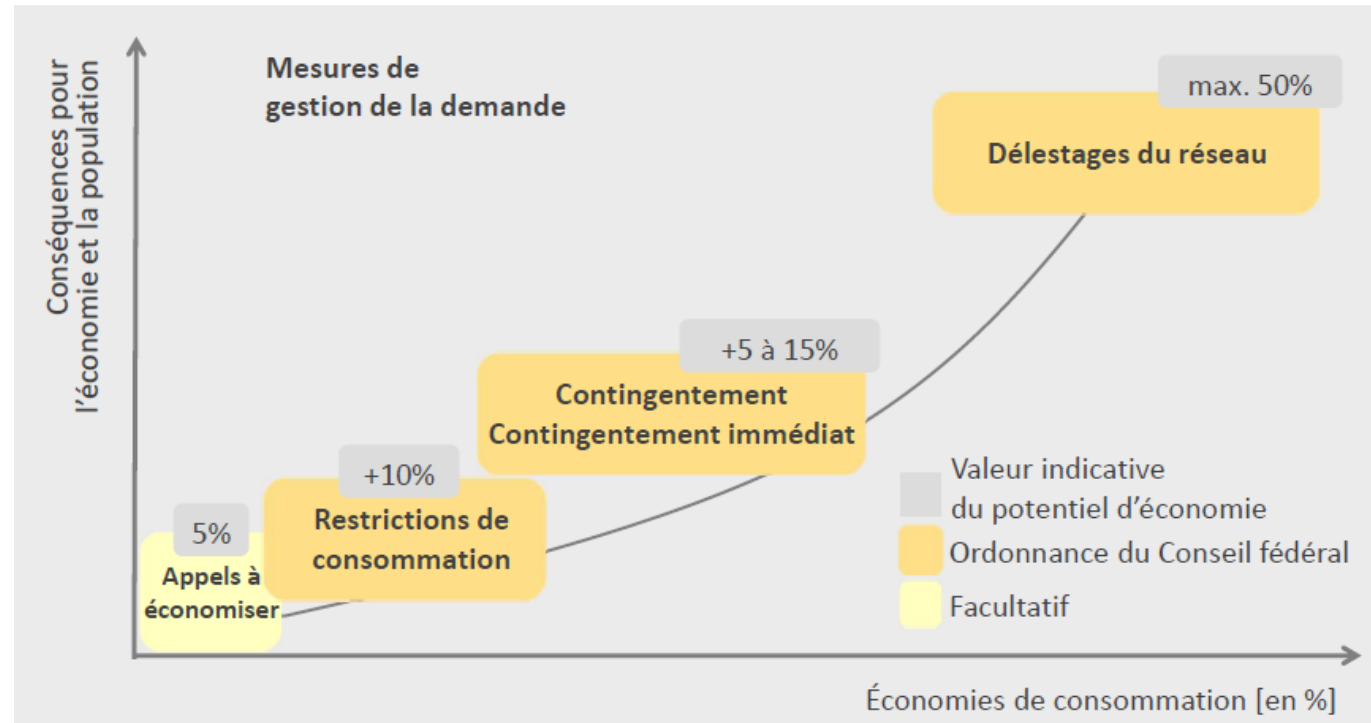 Conséquences pour
l'économie et la population
Mesures de
gestion de la demande
max. 50%
Délestages du réseau
+5 à 15%
Contingentement
Contingentement immédiat
+10%
Restrictions de
consommation
5%
Appels à
économiser
Valeur indicative
du potentiel d'économie
Ordonnance du Conseil fédéral
Facultatif
Économies de consommation [en %]